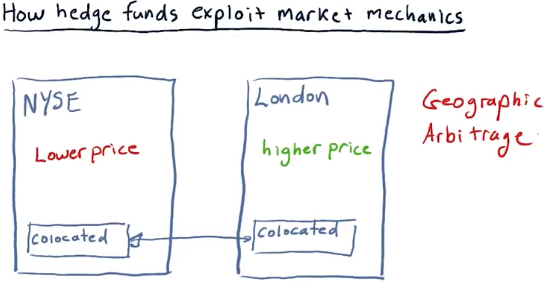 How hedge funds exploit market mechanics
NYSE
London
Geographic
Arbitrage
Lower price
higher price
Colocated
Colocated